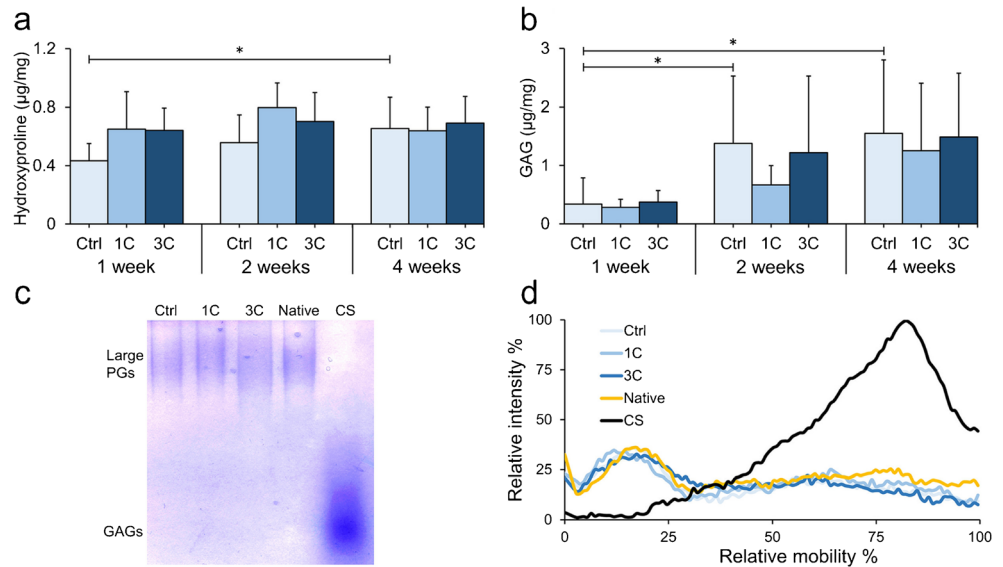 a
Hydroxyproline (µg/mg)
1.2
0.8
0.4
0
*
Ctrl 1C 3C Ctrl 1C 3C Ctrl 1C 3C
1 week 2 weeks 4 weeks
b
GAG (µg/mg)
3
2
1
0
*
*
Ctrl 1C 3C Ctrl 1C 3C Ctrl 1C 3C
1 week 2 weeks 4 weeks
c
Ctrl 1C 3C Native CS
Large
PGs
GAGs
d
Relative intensity %
100
75
50
25
0
Ctrl
1C
3C
Native
CS
0 25 50 75 100
Relative mobility %